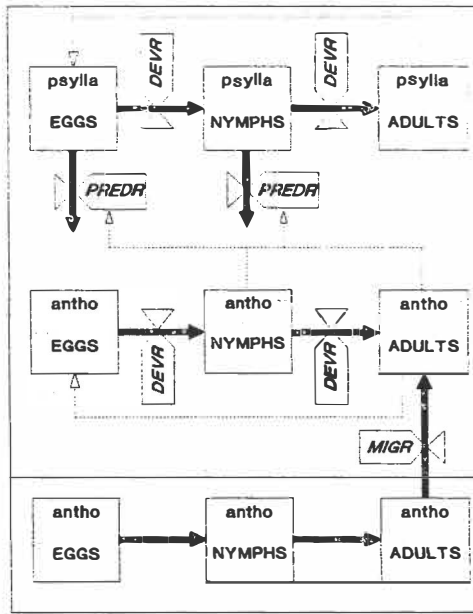 DEVR
DEVR
psylla
EGGS
psylla
NYMPHS
psylla
ADULTS
PREDR
PREDR
antho
EGGS
antho
NYMPHS
antho
ADULTS
DEVR
DEVR
MIGR
antho
EGGS
antho
NYMPHS
antho
ADULTS